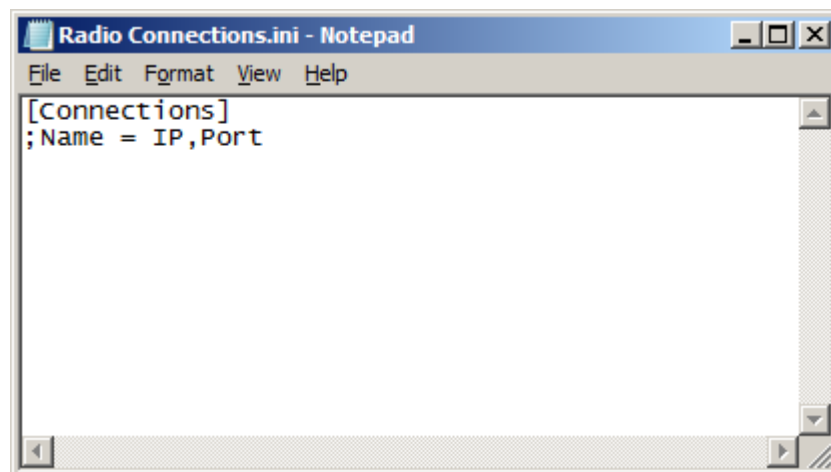 Radio Connections.ini - Notepad
File Edit Format View Help
[Connections]
;Name = IP,Port